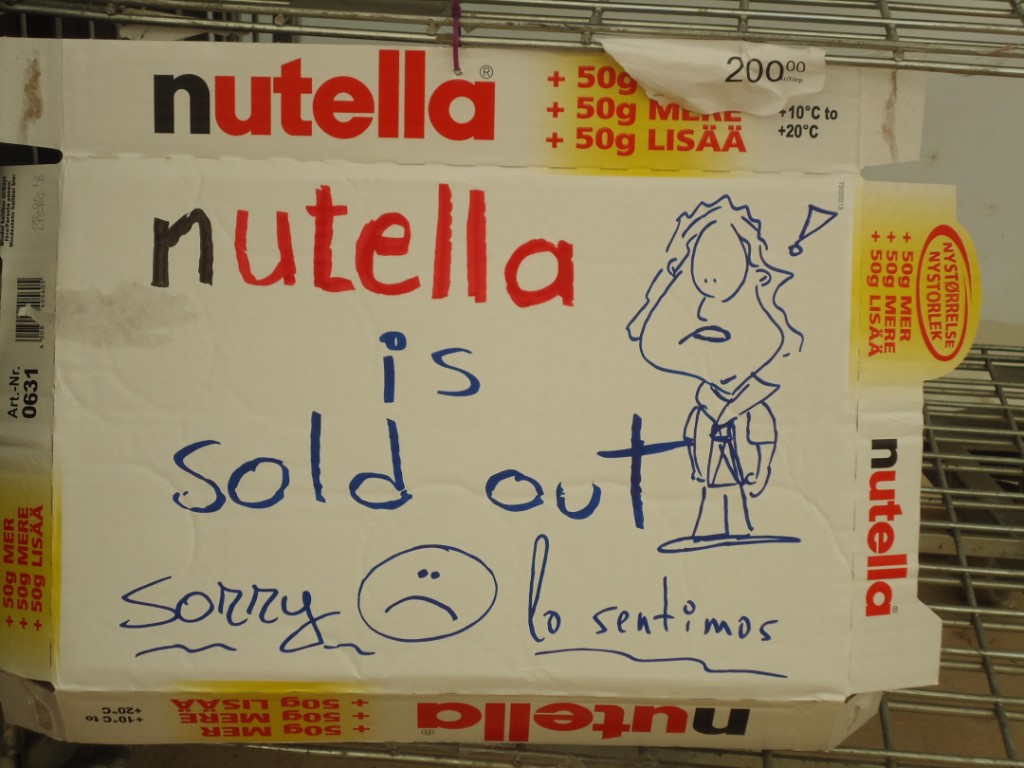 nutella®
+ 50g
+ 50g MERE
+ 50g LISÄÄ
200⁰⁰
+10°C to
+20°C
nutella
is
sold out
sorry
lo sentimos
!
Art.-Nr.
0631
+ 50g MER
+ 50g MERE
+ 50g LISÄÄ
NYSTØRRELSE
NYSTORLEK
+ 50g MER
+ 50g MERE
+ 50g LISÄÄ
nutella®
nutella®
+ 50g MER
+ 50g MERE
+ 50g LISÄÄ
+10°C to
+20°C